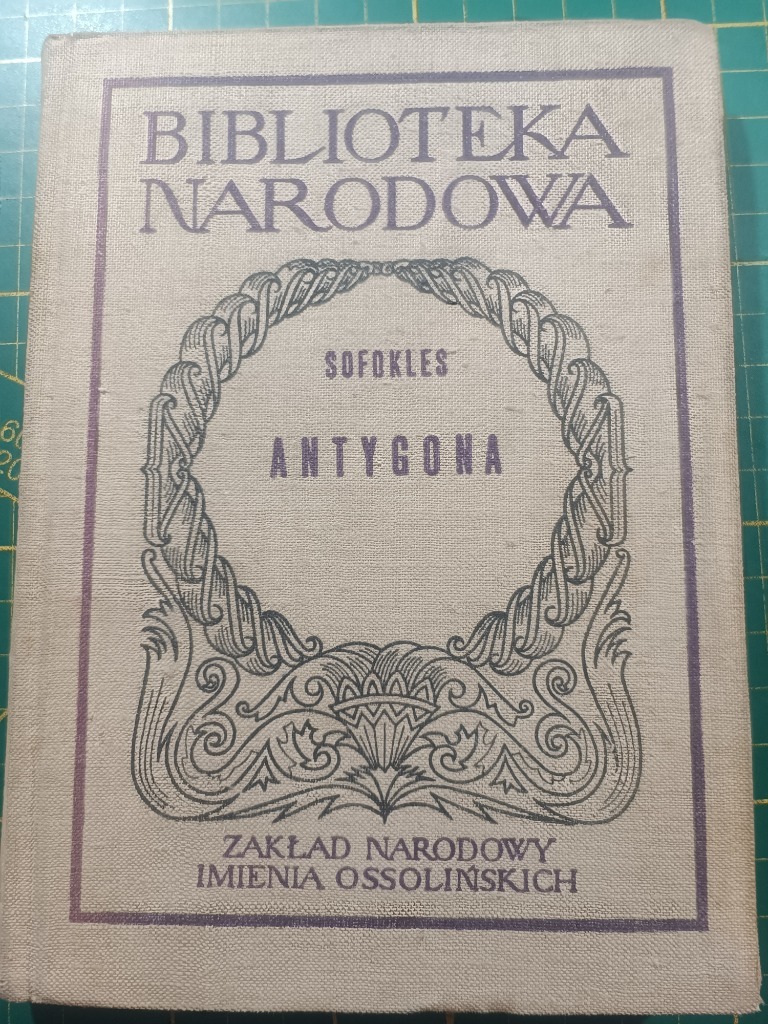 BIBLIOTEKA
NARODOWA
SOFOKLES
ANTYGONA
ZAKŁAD NARODOWY
IMIENIA OSSOLIŃSKICH